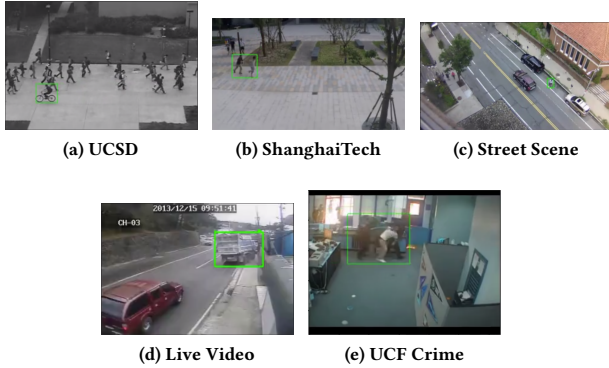 (a) UCSD
(b) ShanghaiTech
(c) Street Scene
2013/12/15 09:51:41
CH-03
(d) Live Video
(e) UCF Crime